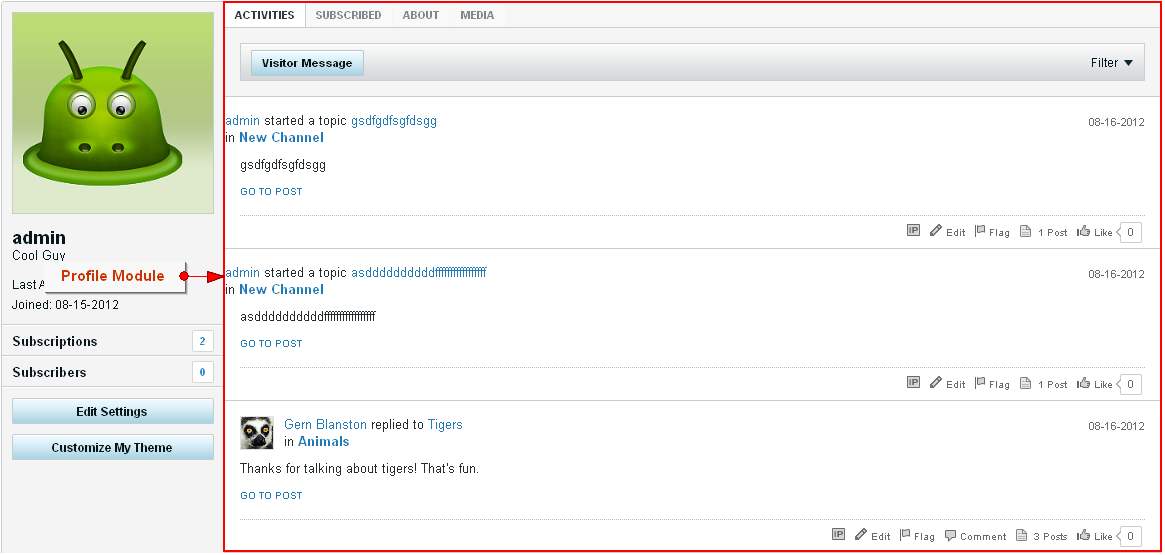 ACTIVITIES SUBSCRIBED ABOUT MEDIA
Visitor Message Filter
admin started a topic gsdfgdfsgfdsgg 08-16-2012
in New Channel
gsdfgdfsgfdsgg
GO TO POST
IP Edit Flag 1 Post Like 0
admin
Cool Guy
Profile Module
Last A
Joined: 08-15-2012
Subscriptions 2
Subscribers 0
Edit Settings
Customize My Theme
admin started a topic asddddddddddfffffffffffffffff 08-16-2012
in New Channel
asddddddddddfffffffffffffffff
GO TO POST
IP Edit Flag 1 Post Like 0
Gern Blanston replied to Tigers 08-16-2012
in Animals
Thanks for talking about tigers! That's fun.
GO TO POST
IP Edit Flag Comment 3 Posts Like 0